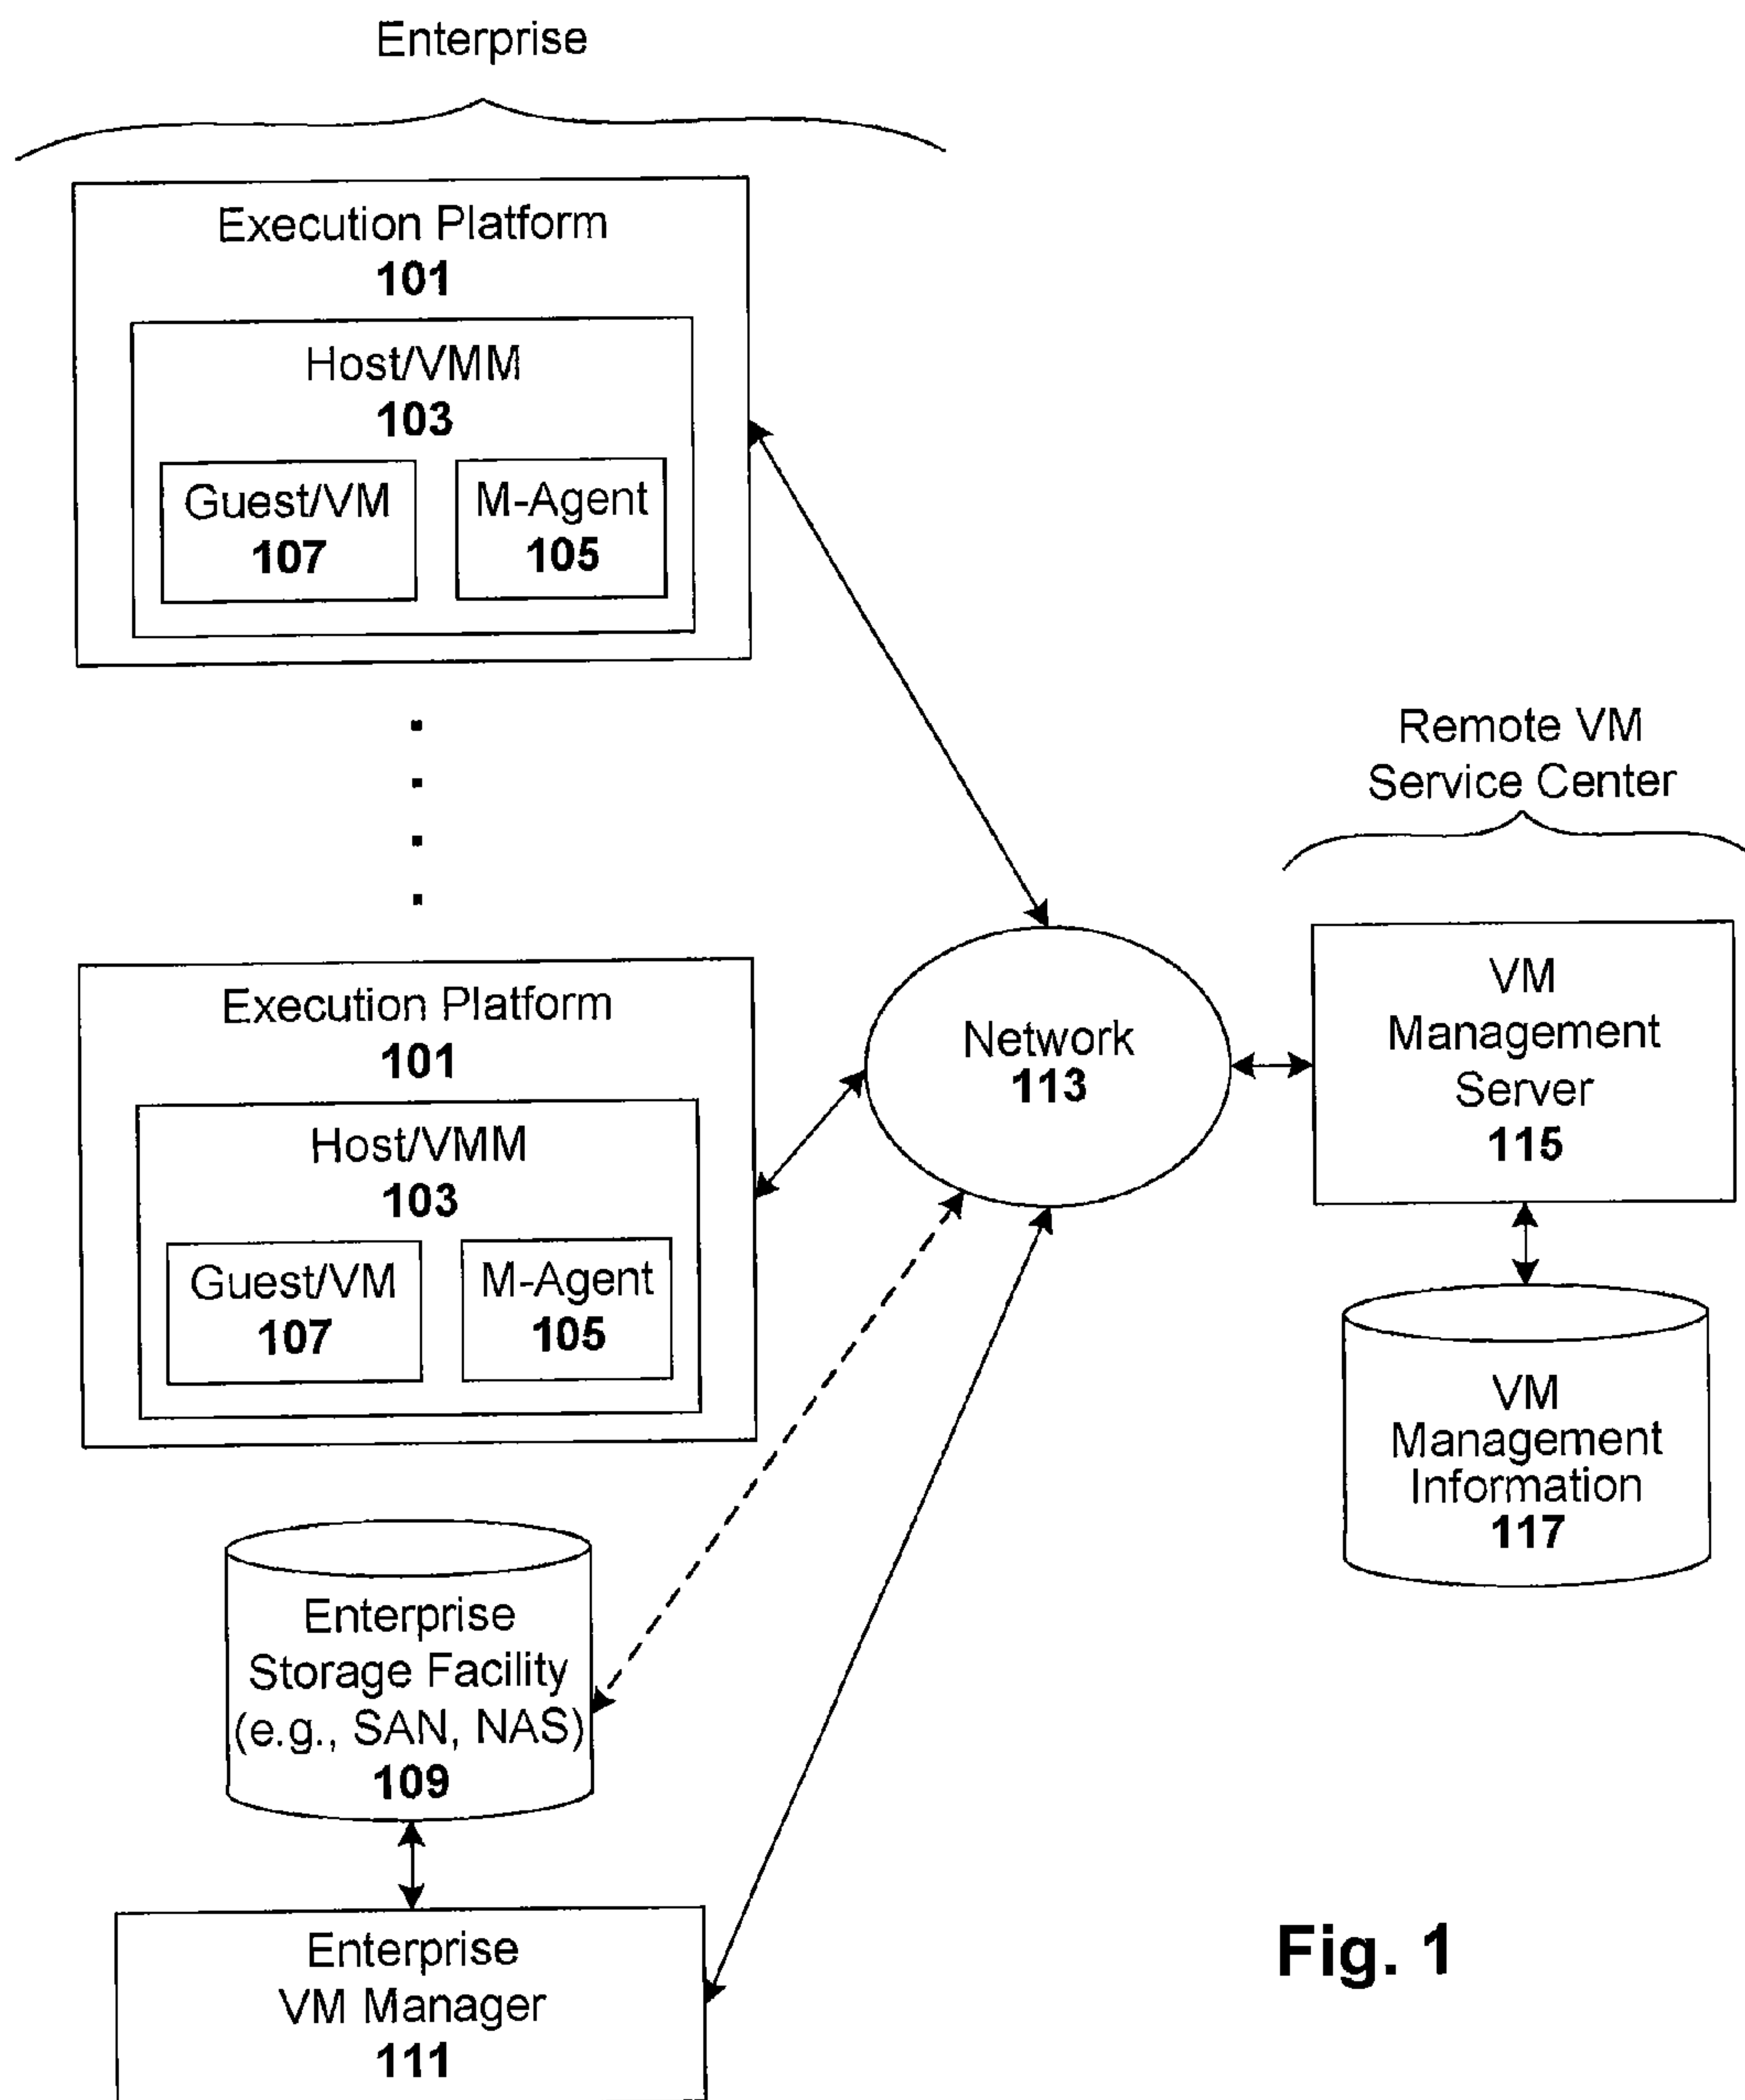 Enterprise
Execution Platform
101
Host/VMM
103
Guest/VM
107
M-Agent
105
Execution Platform
101
Host/VMM
103
Guest/VM
107
M-Agent
105
Enterprise
Storage Facility
(e.g., SAN, NAS)
109
Enterprise
VM Manager
111
Network
113
Remote VM
Service Center
VM
Management
Server
115
VM
Management
Information
117
Fig. 1